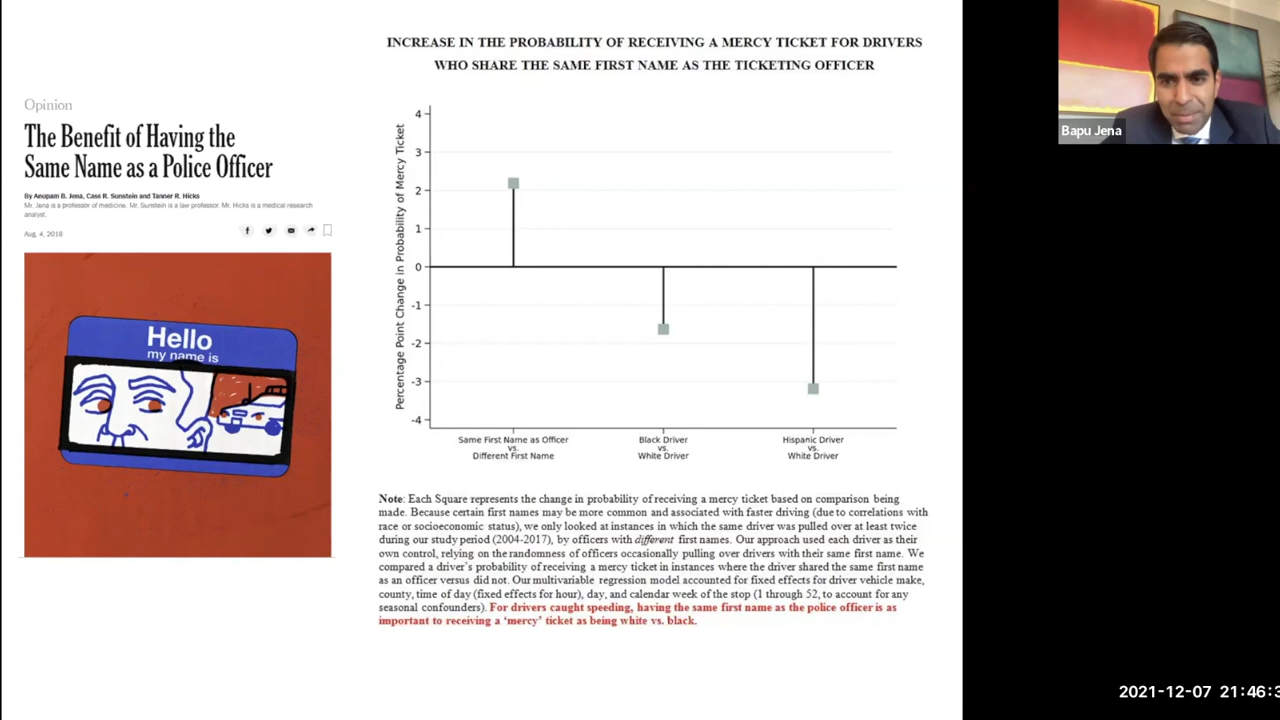 Opinion
The Benefit of Having the
Same Name as a Police Officer
By Anupam B. Jena, Cass R. Sunstein and Tanner R. Hicks
Mr. Jena is a professor of medicine. Mr. Sunstein is a law professor. Mr. Hicks is a medical research
analyst.
Aug. 4, 2018
Hello
my name is
INCREASE IN THE PROBABILITY OF RECEIVING A MERCY TICKET FOR DRIVERS
WHO SHARE THE SAME FIRST NAME AS THE TICKETING OFFICER
Percentage Point Change in Probability of Mercy Ticket
4
3
2
1
0
-1
-2
-3
-4
Same First Name as Officer
vs.
Different First Name
Black Driver
vs.
White Driver
Hispanic Driver
vs.
White Driver
Note: Each Square represents the change in probability of receiving a mercy ticket based on comparison being
made. Because certain first names may be more common and associated with faster driving (due to correlations with
race or socioeconomic status), we only looked at instances in which the same driver was pulled over at least twice
during our study period (2004-2017), by officers with different first names. Our approach used each driver as their
own control, relying on the randomness of officers occasionally pulling over drivers with their same first name. We
compared a driver's probability of receiving a mercy ticket in instances where the driver shared the same first name
as an officer versus did not. Our multivariable regression model accounted for fixed effects for driver vehicle make,
county, time of day (fixed effects for hour), day, and calendar week of the stop (1 through 52, to account for any
seasonal confounders). For drivers caught speeding, having the same first name as the police officer is as
important to receiving a 'mercy' ticket as being white vs. black.
Bapu Jena
2021-12-07 21:46:3